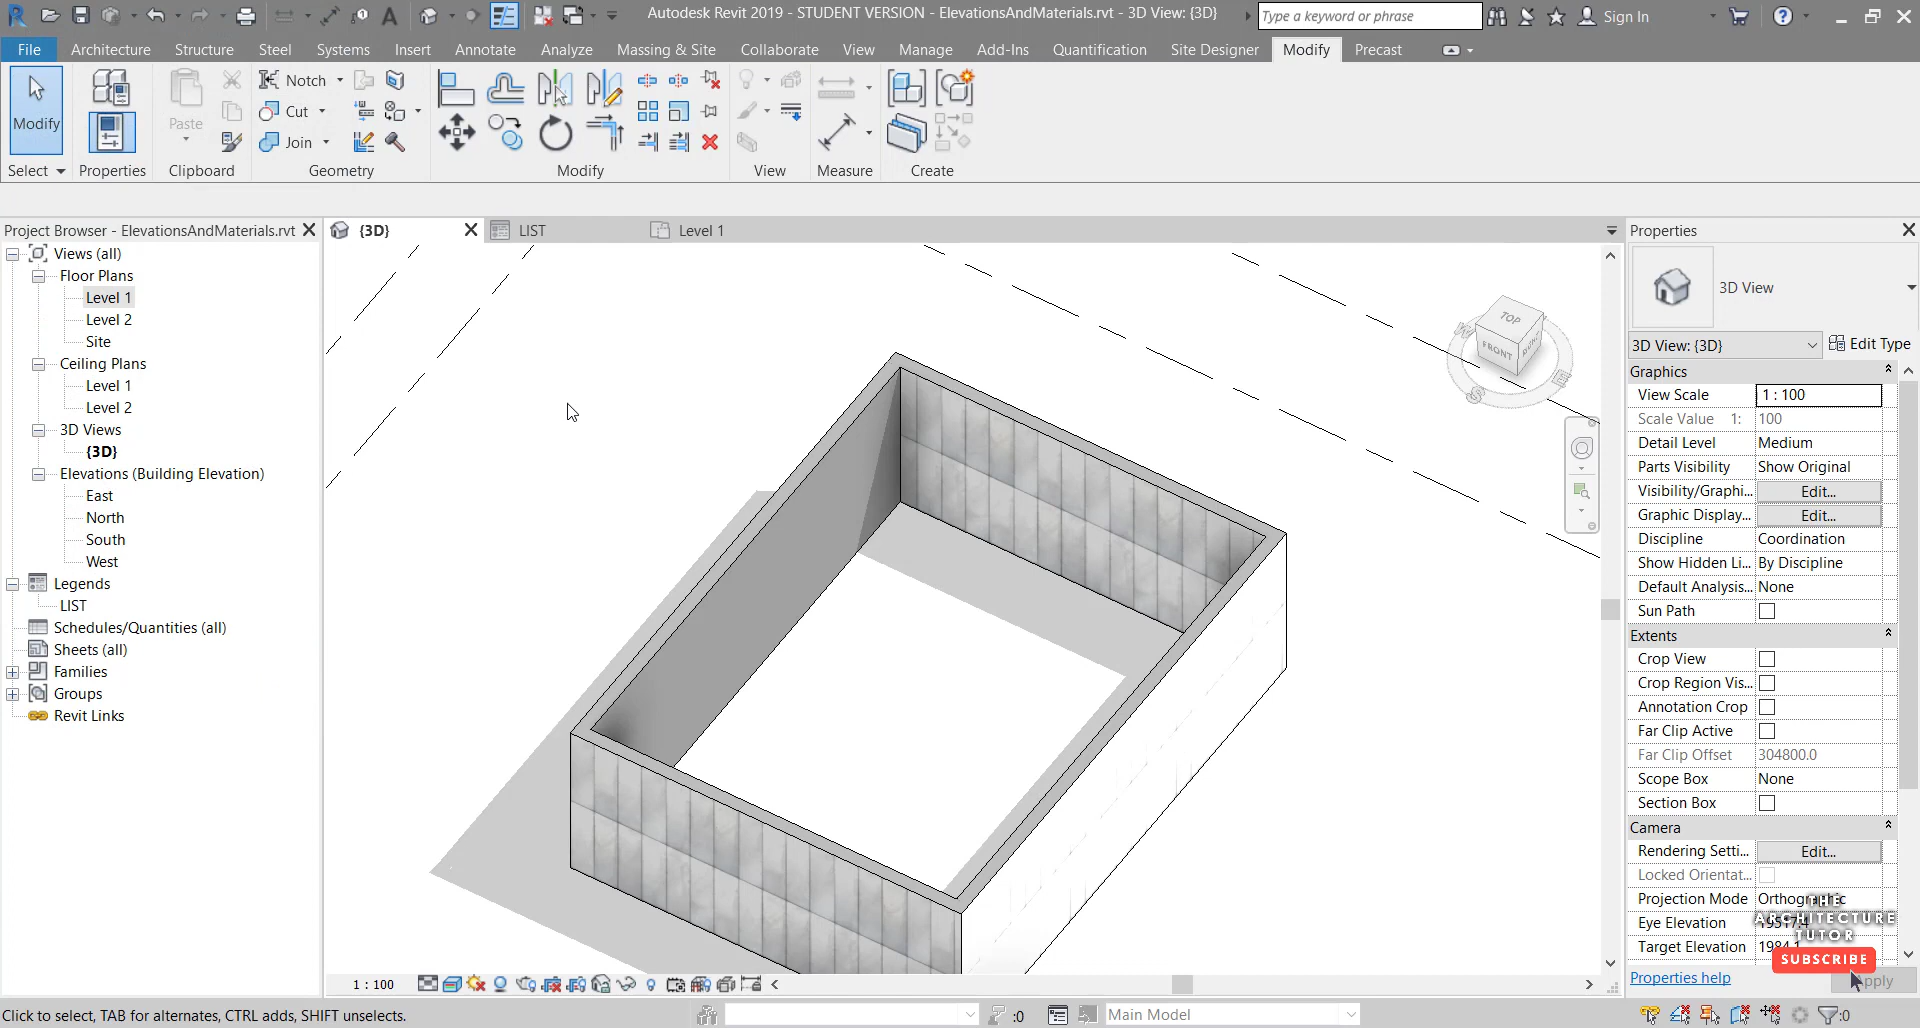 Autodesk Revit 2019 - STUDENT VERSION - ElevationsAndMaterials.rvt - 3D View: {3D}
Type a keyword or phrase
Sign In
File Architecture Structure Steel Systems Insert Annotate Analyze Massing & Site Collaborate View Manage Add-Ins Quantification Site Designer Modify Precast
Modify
Paste
Notch
Cut
Join
Select Properties Clipboard Geometry Modify View Measure Create
Project Browser - ElevationsAndMaterials.rvt
Views (all)
Floor Plans
Level 1
Level 2
Site
Ceiling Plans
Level 1
Level 2
3D Views
{3D}
Elevations (Building Elevation)
East
North
South
West
Legends
LIST
Schedules/Quantities (all)
Sheets (all)
Families
Groups
Revit Links
{3D} LIST Level 1
TOP
FRONT
RIGHT
W
S
E
Properties
3D View
3D View: {3D} Edit Type
Graphics
View Scale 1 : 100
Scale Value 1: 100
Detail Level Medium
Parts Visibility Show Original
Visibility/Graphi... Edit...
Graphic Display... Edit...
Discipline Coordination
Show Hidden Li... By Discipline
Default Analysis... None
Sun Path
Extents
Crop View
Crop Region Vis...
Annotation Crop
Far Clip Active
Far Clip Offset 304800.0
Scope Box None
Section Box
Camera
Rendering Setti... Edit...
Locked Orientat...
Projection Mode
Eye Elevation
Target Elevation
THE
ARCHITECTURE
TUTOR
SUBSCRIBE
Properties help
1 : 100
Click to select, TAB for alternates, CTRL adds, SHIFT unselects.
:0
Main Model
:0